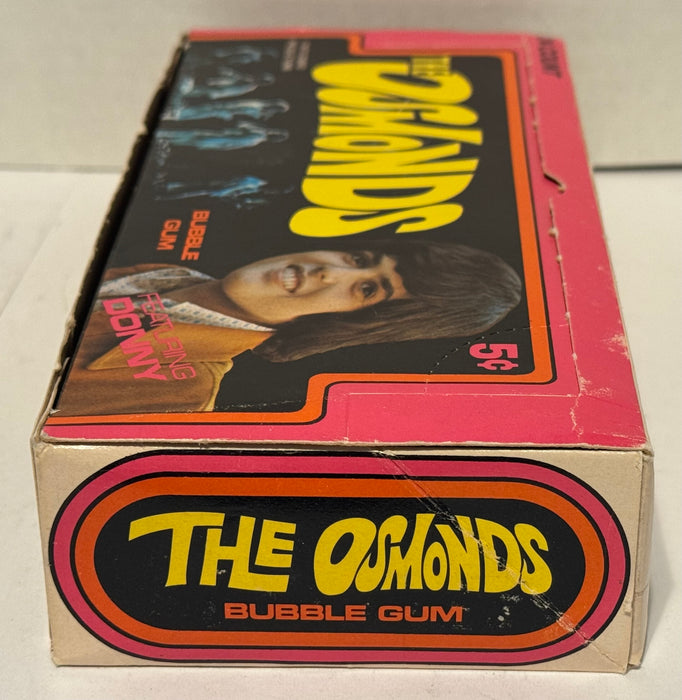 THE
OSMONDS
BUBBLE
GUM
FEATURING
DONNY
5¢
THE OSMONDS
BUBBLE GUM